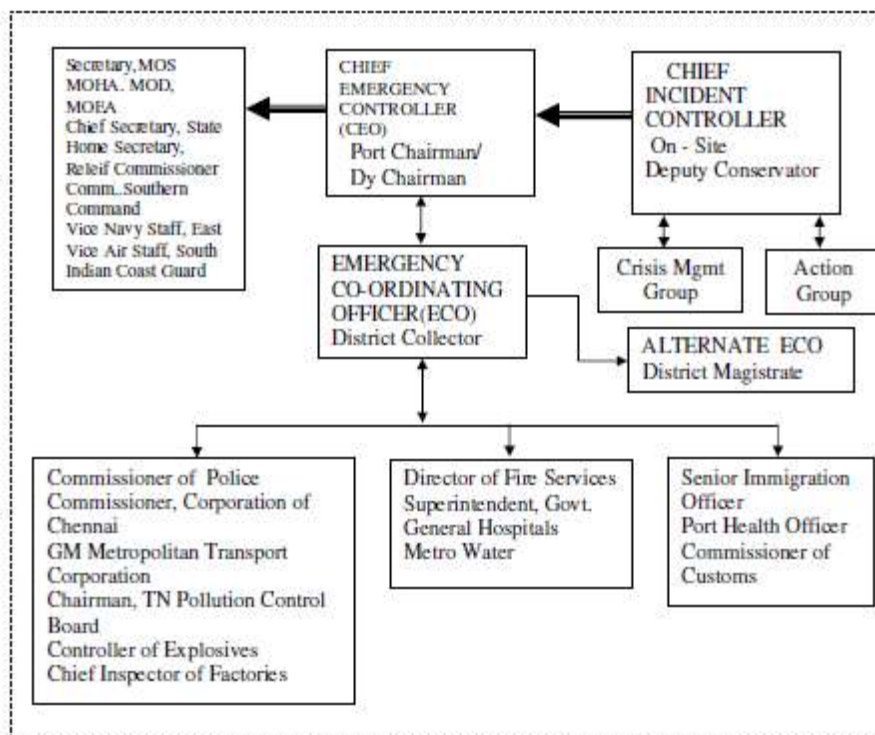 Secretary,MOS
MOHA. MOD,
MOEA
Chief Secretary, State
Home Secretary,
Releif Commissioner
Comm..Southern
Command
Vice Navy Staff, East
Vice Air Staff, South
Indian Coast Guard
CHIEF
EMERGENCY
CONTROLLER
(CEO)
Port Chairman/
Dy Chairman
CHIEF
INCIDENT
CONTROLLER
On - Site
Deputy Conservator
Crisis Mgmt
Group
Action
Group
EMERGENCY
CO-ORDINATING
OFFICER(ECO)
District Collector
ALTERNATE ECO
District Magistrate
Commissioner of Police
Commissioner, Corporation of
Chennai
GM Metropolitan Transport
Corporation
Chairman, TN Pollution Control
Board
Controller of Explosives
Chief Inspector of Factories
Director of Fire Services
Superintendent, Govt.
General Hospitals
Metro Water
Senior Immigration
Officer
Port Health Officer
Commissioner of
Customs